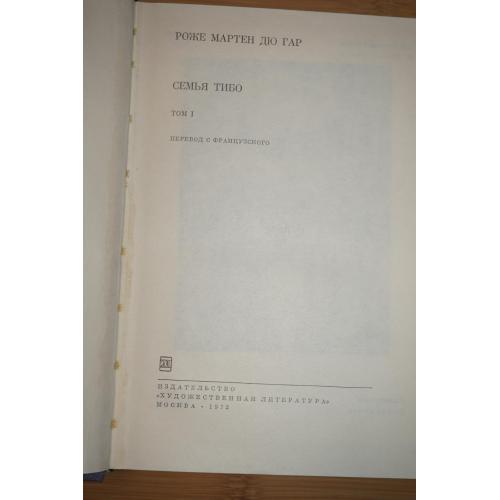 РОЖЕ МАРТЕН ДЮ ГАР
СЕМЬЯ ТИБО
ТОМ I
ПЕРЕВОД С ФРАНЦУЗСКОГО
ИЗДАТЕЛЬСТВО
«ХУДОЖЕСТВЕННАЯ ЛИТЕРАТУРА»
МОСКВА • 1972